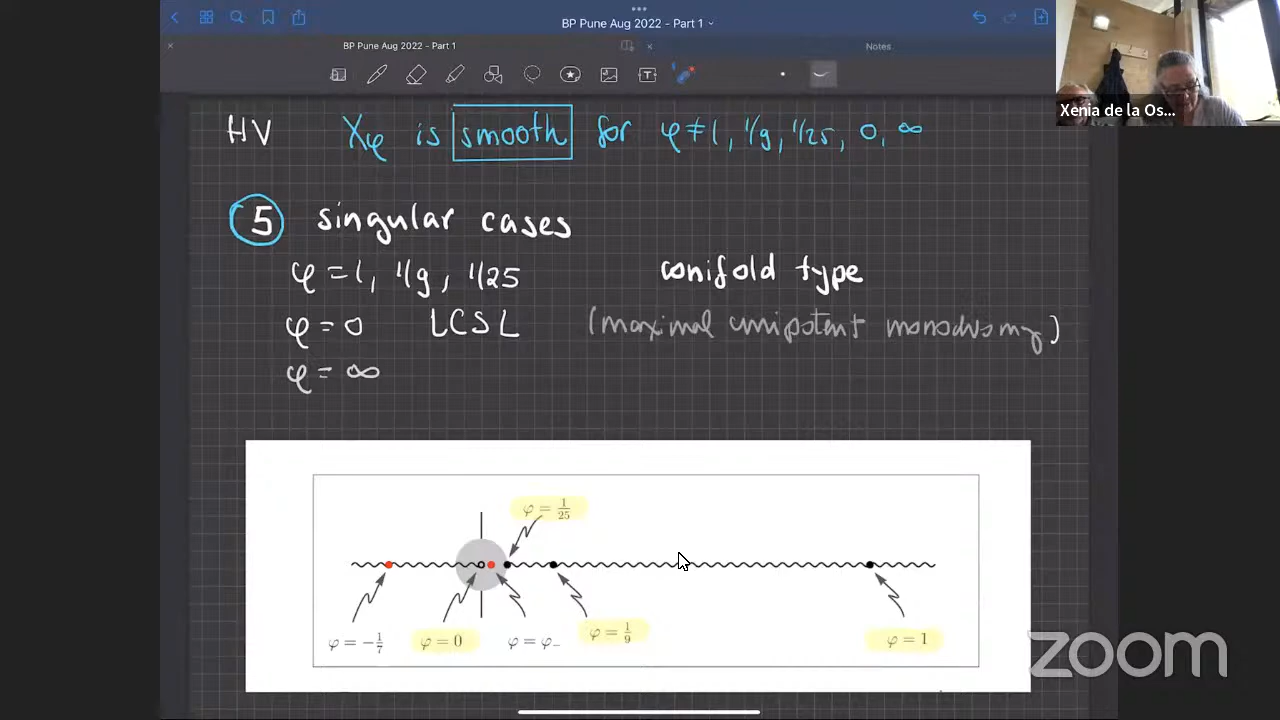 BP Pune Aug 2022 - Part 1
BP Pune Aug 2022 - Part 1
Notes
Xenia de la Os...
HV Xφ is smooth for φ ≠ 1, 1/9, 1/25, 0, ∞
5 singular cases
φ = 1, 1/9, 1/25 conifold type
φ = 0 LCSL (maximal unipotent monodromy)
φ = ∞
φ = 1/25
φ = -1/7
φ = 0
φ = φ₋
φ = 1/9
φ = 1
zoom